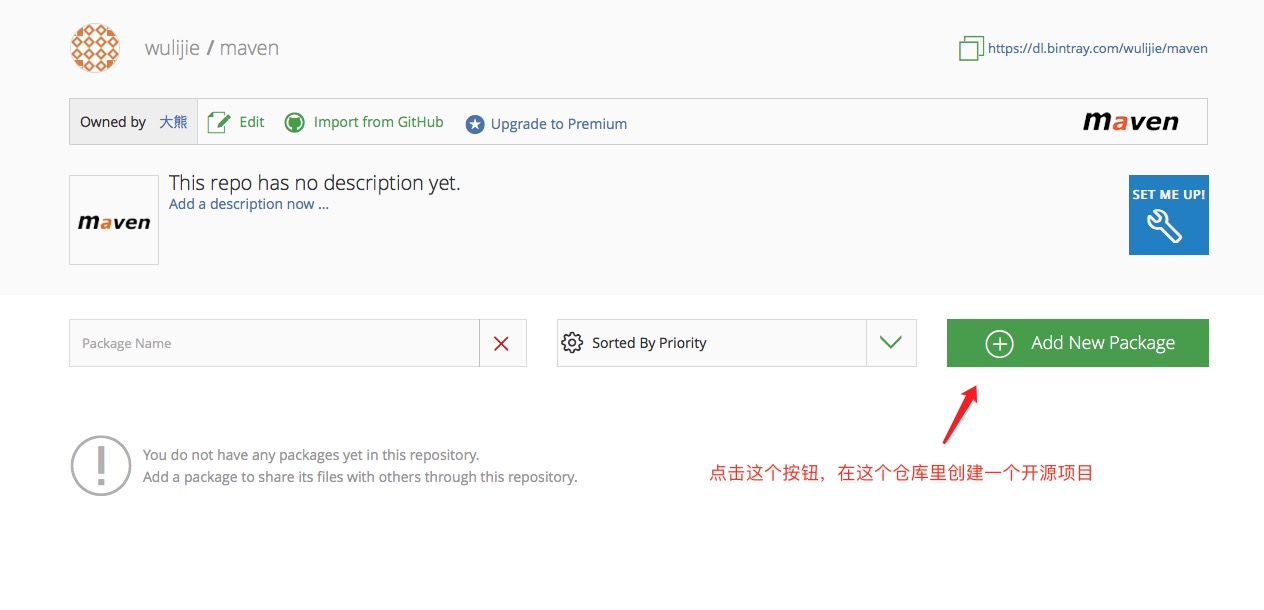 wulijie / maven
https://dl.bintray.com/wulijie/maven
Owned by 大熊 Edit Import from GitHub Upgrade to Premium maven
This repo has no description yet.
Add a description now ...
maven
SET ME UP!
Package Name
Sorted By Priority
Add New Package
You do not have any packages yet in this repository.
Add a package to share its files with others through this repository.
点击这个按钮，在这个仓库里创建一个开源项目